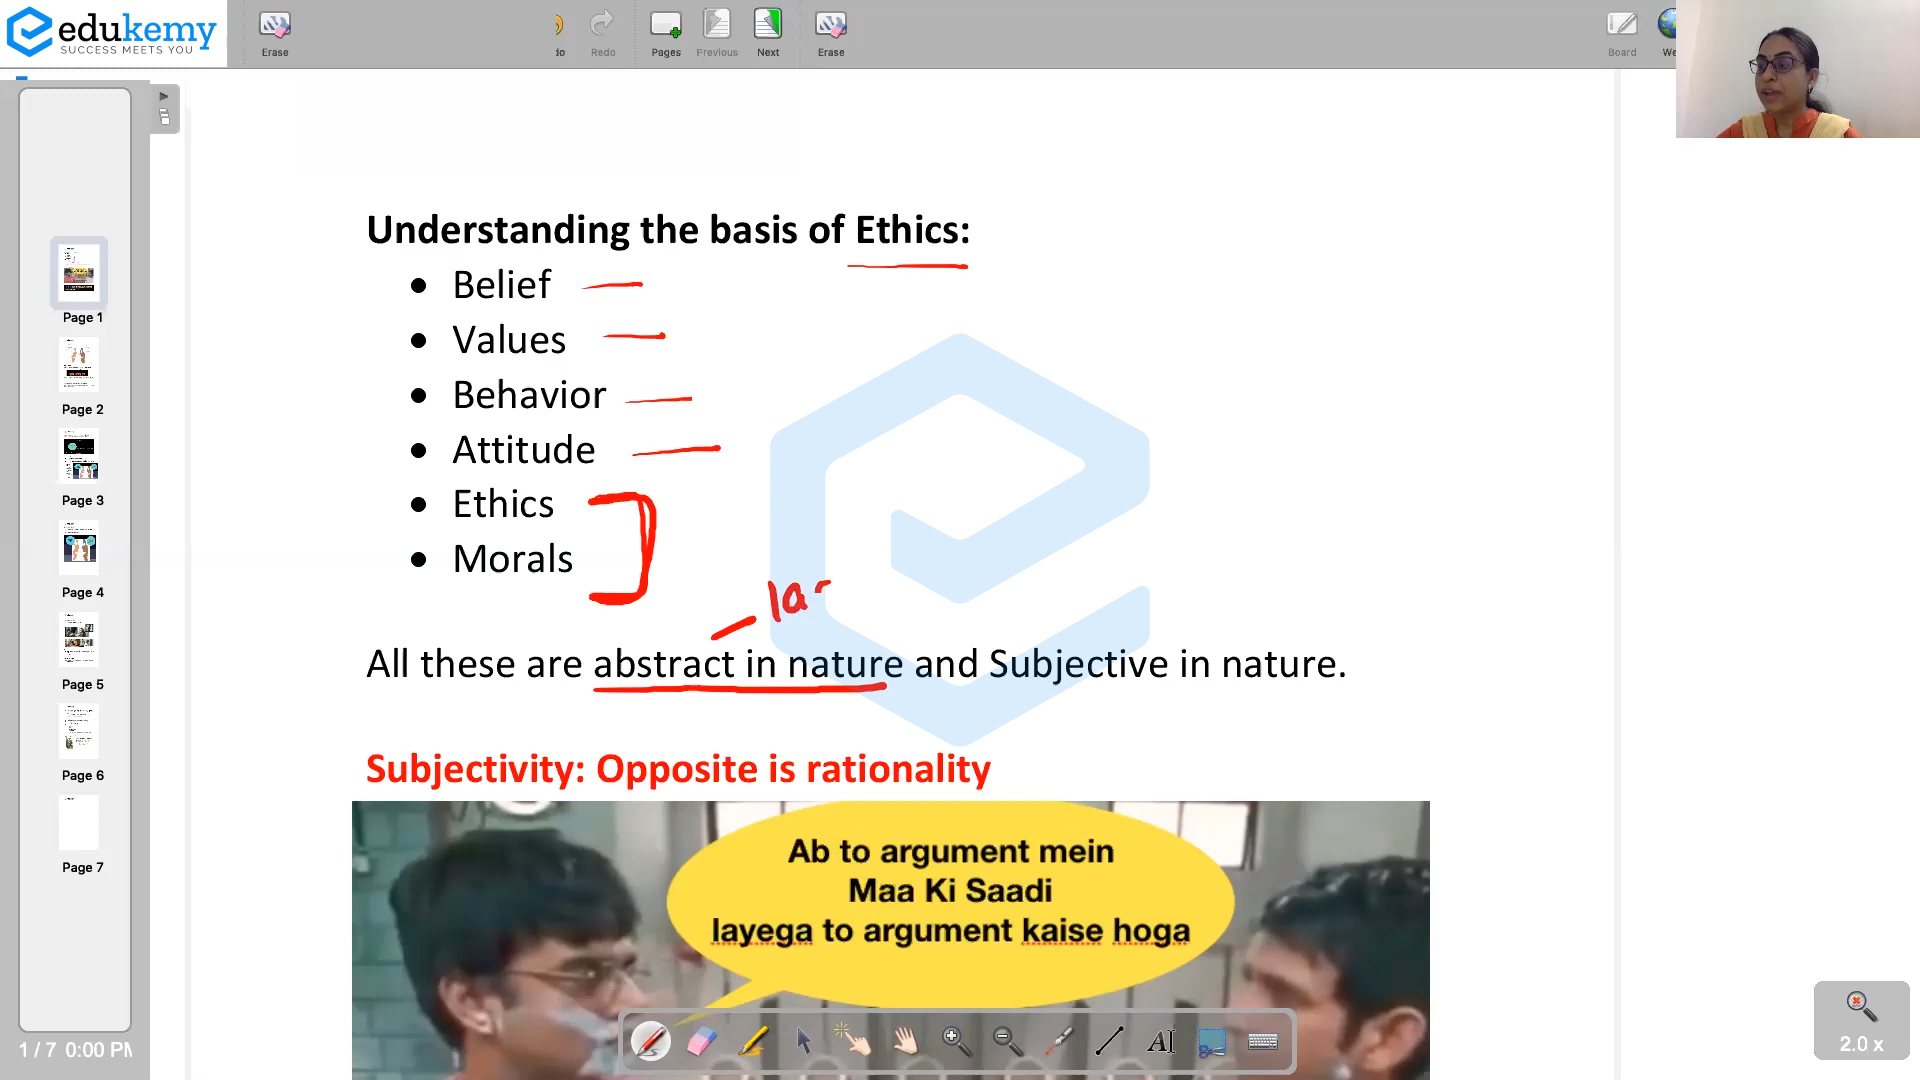 edukemy
SUCCESS MEETS YOU
Erase
Redo
Pages
Previous
Next
Erase
Board
We
Page 1
Page 2
Page 3
Page 4
Page 5
Page 6
Page 7
1 / 7 0:00 PM
Understanding the basis of Ethics:
• Belief
• Values
• Behavior
• Attitude
• Ethics
• Morals
All these are abstract in nature and Subjective in nature.
Subjectivity: Opposite is rationality
Ab to argument mein
Maa Ki Saadi
layega to argument kaise hoga
2.0 x